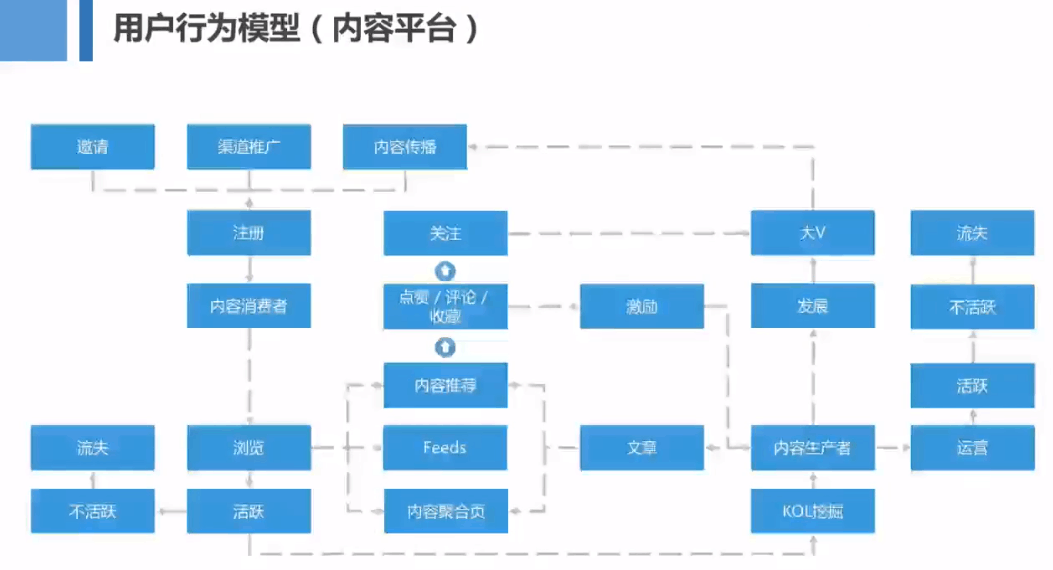 用户行为模型（内容平台）
邀请
渠道推广
内容传播
注册
关注
大V
流失
内容消费者
点赞 / 评论 /
收藏
激励
发展
不活跃
内容推荐
活跃
流失
浏览
Feeds
文章
内容生产者
运营
不活跃
活跃
内容聚合页
KOL挖掘